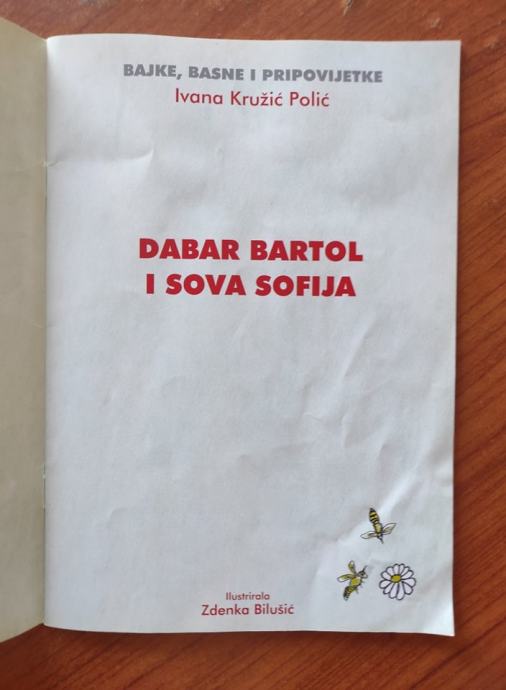 BAJKE, BASNE I PRIPOVIJETKE
Ivana Kružić Polić
DABAR BARTOL
I SOVA SOFIJA
Ilustrirala
Zdenka Bilušić